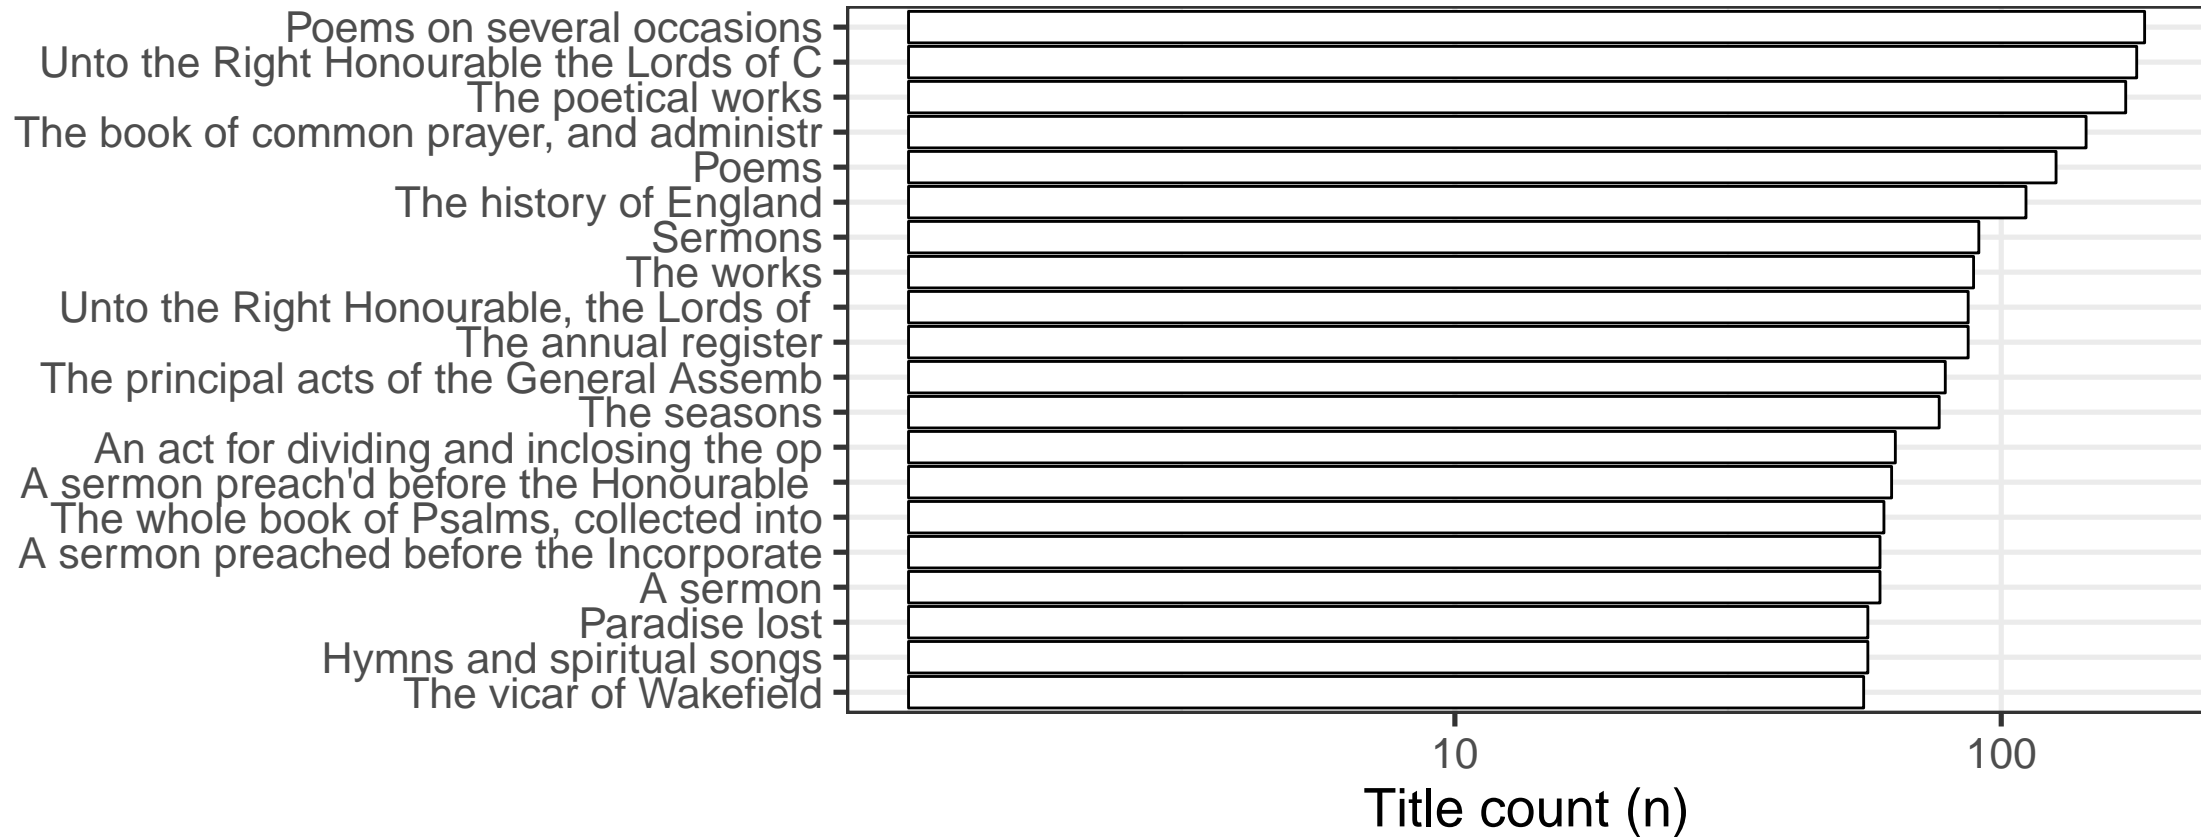 Poems on several occasions
Unto the Right Honourable the Lords of C
The poetical works
The book of common prayer, and administr
Poems
The history of England
Sermons
The works
Unto the Right Honourable, the Lords of
The annual register
The principal acts of the General Assemb
The seasons
An act for dividing and inclosing the op
A sermon preach'd before the Honourable
The whole book of Psalms, collected into
A sermon preached before the Incorporate
A sermon
Paradise lost
Hymns and spiritual songs
The vicar of Wakefield
10 100
Title count (n)